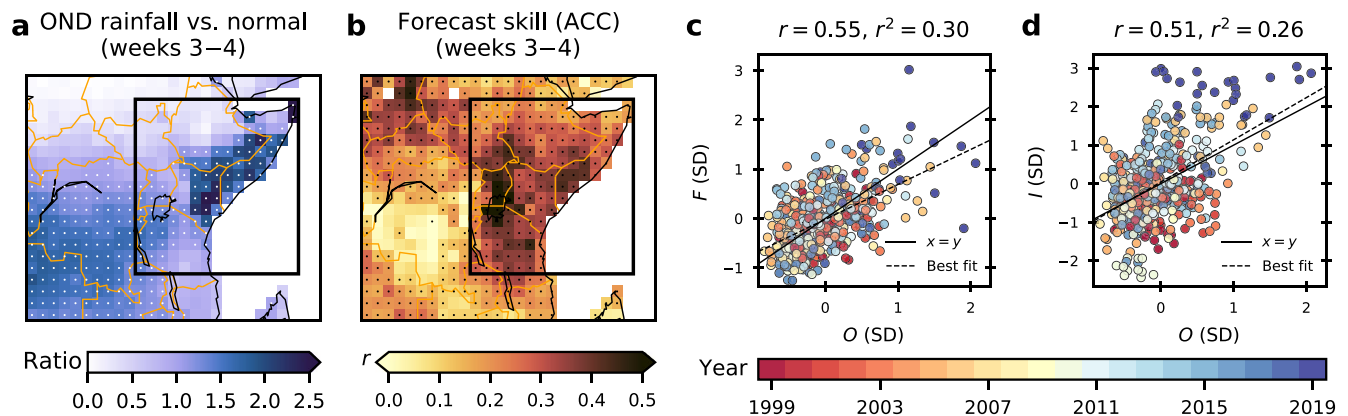 a OND rainfall vs. normal
(weeks 3−4)
b Forecast skill (ACC)
(weeks 3−4)
c r = 0.55, r² = 0.30
d r = 0.51, r² = 0.26
Ratio
0.0 0.5 1.0 1.5 2.0 2.5
r
0.0 0.1 0.2 0.3 0.4 0.5
F (SD)
3
2
1
0
−1
x = y
Best fit
0 1 2
O (SD)
I (SD)
3
2
1
0
−1
−2
x = y
Best fit
0 1 2
O (SD)
Year
1999 2003 2007 2011 2015 2019